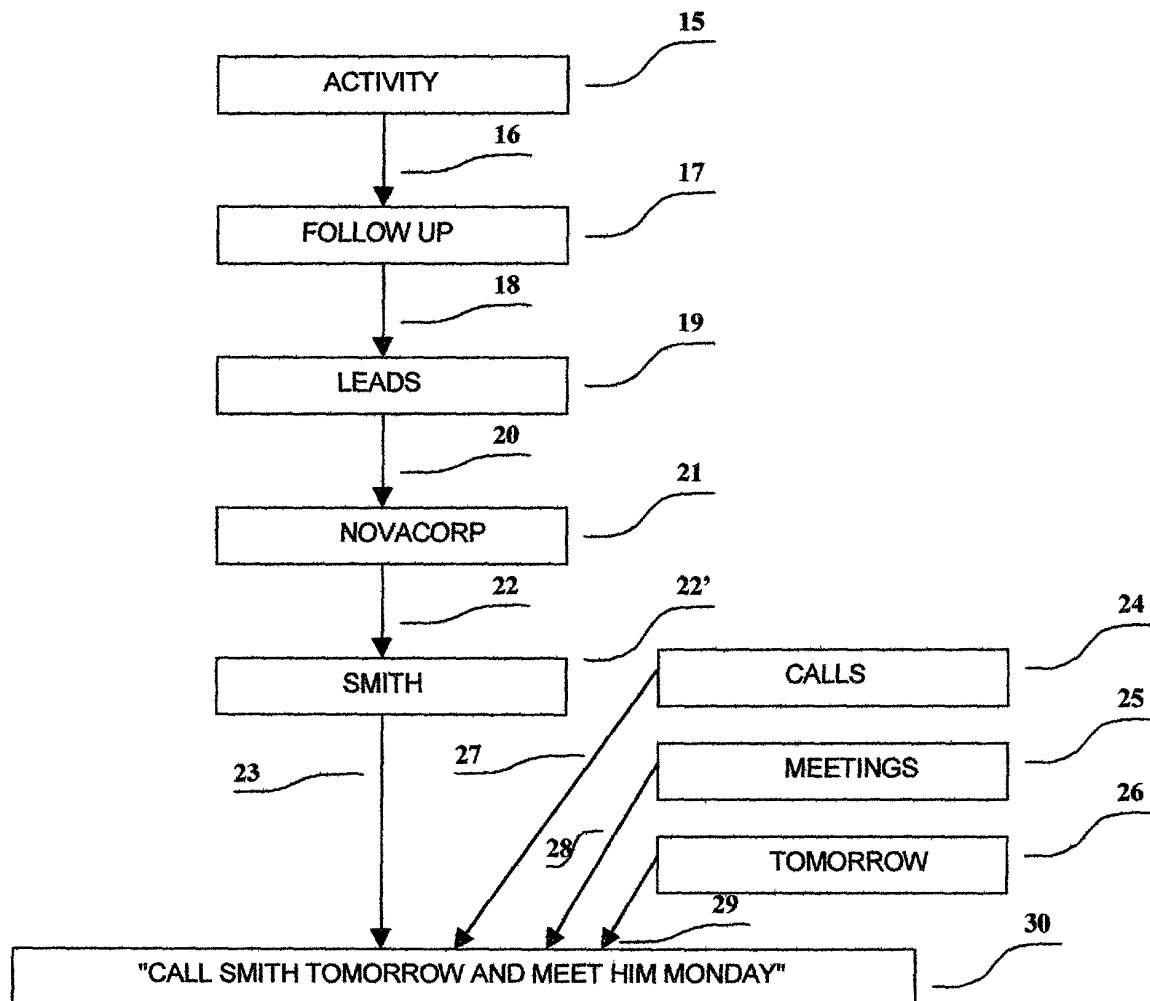 15
ACTIVITY
16
17
FOLLOW UP
18
19
LEADS
20
21
NOVACORP
22
22’
24
SMITH
CALLS
25
27
23
MEETINGS
26
28
TOMORROW
29
30
"CALL SMITH TOMORROW AND MEET HIM MONDAY"